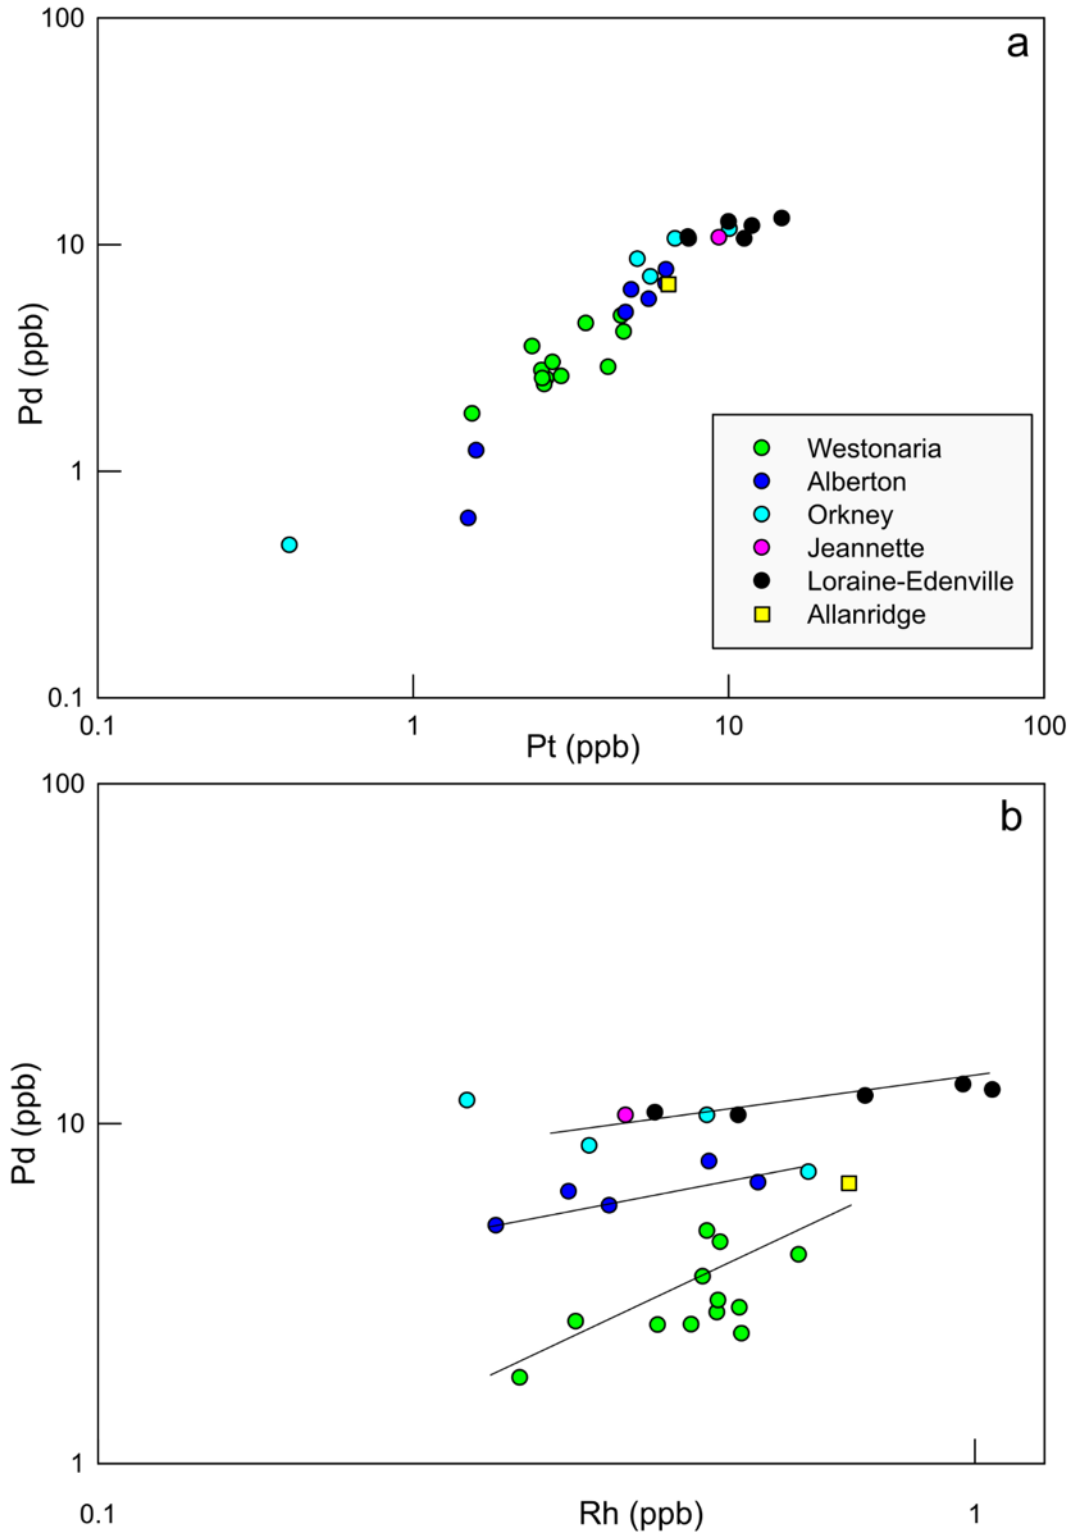 100
a
10
Pd (ppb)
1
0.1
Westonaria
Alberton
Orkney
Jeannette
Loraine-Edenville
Allanridge
0.1
1
10
100
Pt (ppb)
100
b
10
Pd (ppb)
1
0.1
Rh (ppb)
1